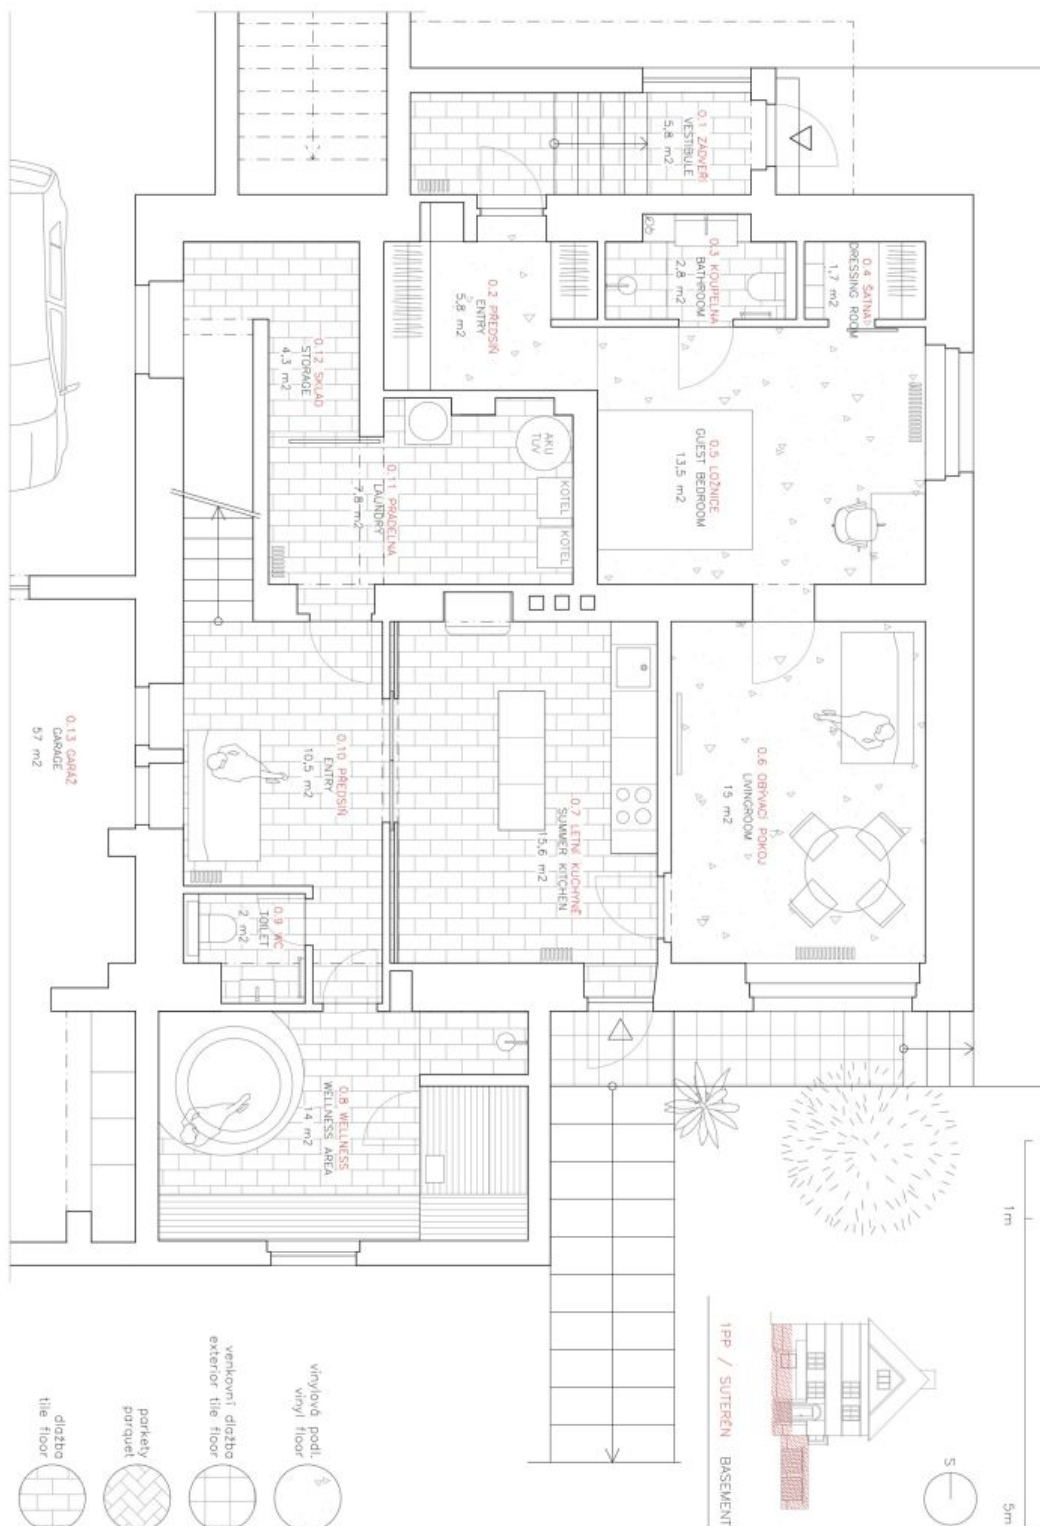 0.1 ZÁDVEŘÍ
VESTIBULE
5,8 m2
0.2 PŘEDSÍŇ
ENTRY
5,8 m2
0.3 KOUPELNA
BATHROOM
2,8 m2
0.4 ŠATNA
DRESSING ROOM
1,7 m2
0.12 SKLAD
STORAGE
4,3 m2
0.11 PRÁDELNA
LAUNDRY
7,8 m2
AKU
TUV
KOTEL
KOTEL
0.5 LOŽNICE
GUEST BEDROOM
13,5 m2
0.13 GARÁŽ
GARAGE
57 m2
0.10 PŘEDSÍŇ
ENTRY
10,5 m2
0.7 LETNÍ KUCHYNĚ
SUMMER KITCHEN
15,6 m2
0.6 OBÝVACÍ POKOJ
LIVINGROOM
15 m2
0.9 WC
TOILET
2 m2
0.8 WELLNESS
WELLNESS AREA
14 m2
1m
5m
1PP / SUTERÉN BASEMENT
S
vinylová podl.
vinyl floor
venkovní dlažba
exterior tile floor
parkety
parquet
dlažba
tile floor